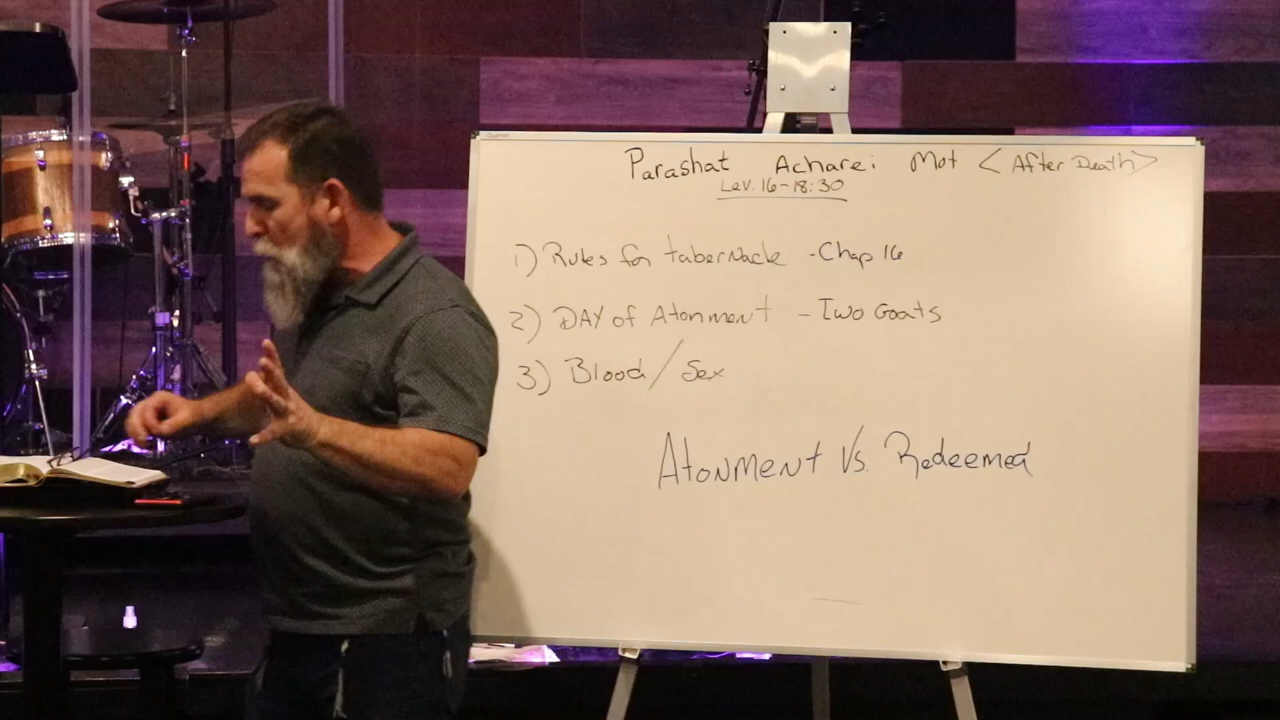 Quartet
Parashat Acharei Mot <After Death>
Lev. 16-18:30
1) Rules for tabernacle - Chap 16
2) DAY of Atonment - Two Goats
3) Blood / Sex
Atonment Vs. Redeemed